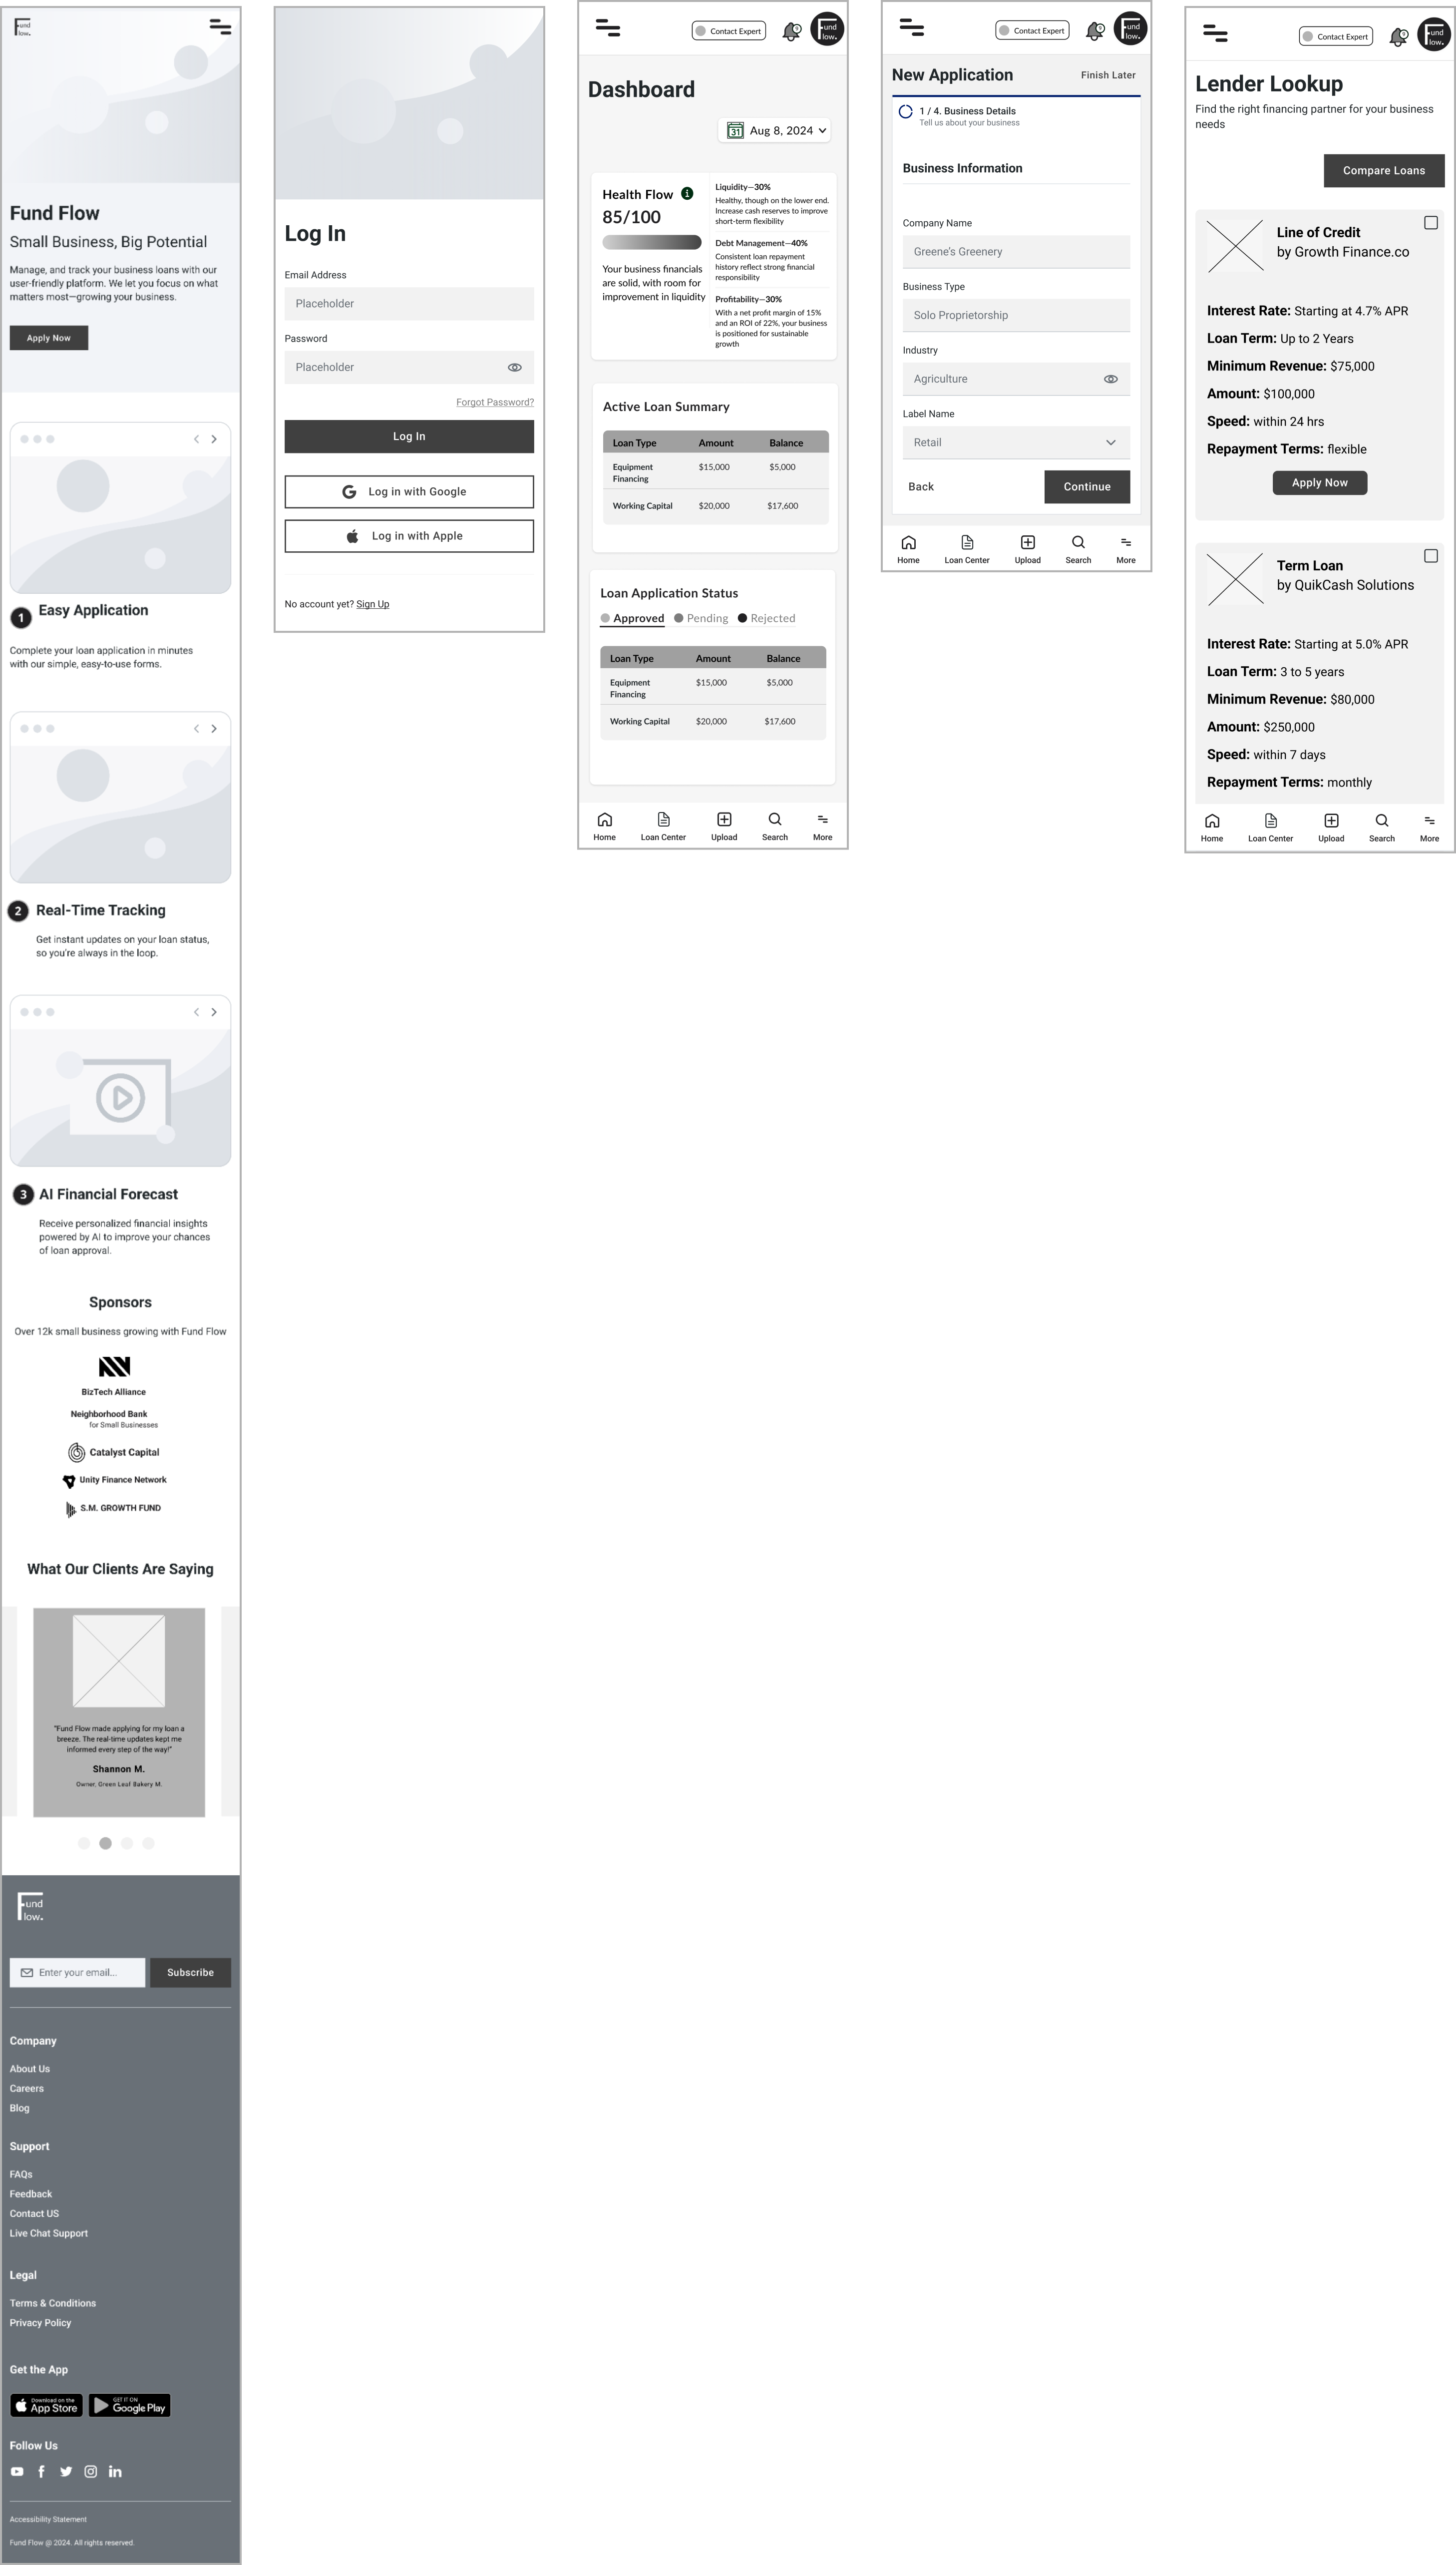 Fund
Flow.
Fund Flow
Small Business, Big Potential
Manage, and track your business loans with our
user-friendly platform. We let you focus on what
matters most—growing your business.
Apply Now
1
Easy Application
Complete your loan application in minutes
with our simple, easy-to-use forms.
2
Real-Time Tracking
Get instant updates on your loan status,
so you're always in the loop.
3
AI Financial Forecast
Receive personalized financial insights
powered by AI to improve your chances
of loan approval.
Sponsors
Over 12k small business growing with Fund Flow
BizTech Alliance
Neighborhood Bank
for Small Businesses
Catalyst Capital
Unity Finance Network
S.M. GROWTH FUND
What Our Clients Are Saying
"Fund Flow made applying for my loan a
breeze. The real-time updates kept me
informed every step of the way!"
Shannon M.
Owner, Green Leaf Bakery M.
Fund
Flow.
Enter your email...
Subscribe
Company
About Us
Careers
Blog
Support
FAQs
Feedback
Contact US
Live Chat Support
Legal
Terms & Conditions
Privacy Policy
Get the App
Download on the
App Store
GET IT ON
Google Play
Follow Us
Accessibility Statement
Fund Flow @ 2024. All rights reserved.
Log In
Email Address
Placeholder
Password
Placeholder
Forgot Password?
Log In
Log in with Google
Log in with Apple
No account yet? Sign Up
Contact Expert
Fund
Flow.
Dashboard
31
Aug 8, 2024
Health Flow
85/100
Your business financials
are solid, with room for
improvement in liquidity
Liquidity—30%
Healthy, though on the lower end.
Increase cash reserves to improve
short-term flexibility
Debt Management—40%
Consistent loan repayment
history reflect strong financial
responsibility
Profitability—30%
With a net profit margin of 15%
and an ROI of 22%, your business
is positioned for sustainable
growth
Active Loan Summary
Loan Type Amount Balance
Equipment
Financing
$15,000 $5,000
Working Capital $20,000 $17,600
Loan Application Status
Approved Pending Rejected
Loan Type Amount Balance
Equipment
Financing
$15,000 $5,000
Working Capital $20,000 $17,600
Home Loan Center Upload Search More
Contact Expert
Fund
Flow.
New Application
Finish Later
1 / 4. Business Details
Tell us about your business
Business Information
Company Name
Greene's Greenery
Business Type
Solo Proprietorship
Industry
Agriculture
Label Name
Retail
Back
Continue
Home Loan Center Upload Search More
Contact Expert
Fund
Flow.
Lender Lookup
Find the right financing partner for your business
needs
Compare Loans
Line of Credit
by Growth Finance.co
Interest Rate: Starting at 4.7% APR
Loan Term: Up to 2 Years
Minimum Revenue: $75,000
Amount: $100,000
Speed: within 24 hrs
Repayment Terms: flexible
Apply Now
Term Loan
by QuikCash Solutions
Interest Rate: Starting at 5.0% APR
Loan Term: 3 to 5 years
Minimum Revenue: $80,000
Amount: $250,000
Speed: within 7 days
Repayment Terms: monthly
Home Loan Center Upload Search More